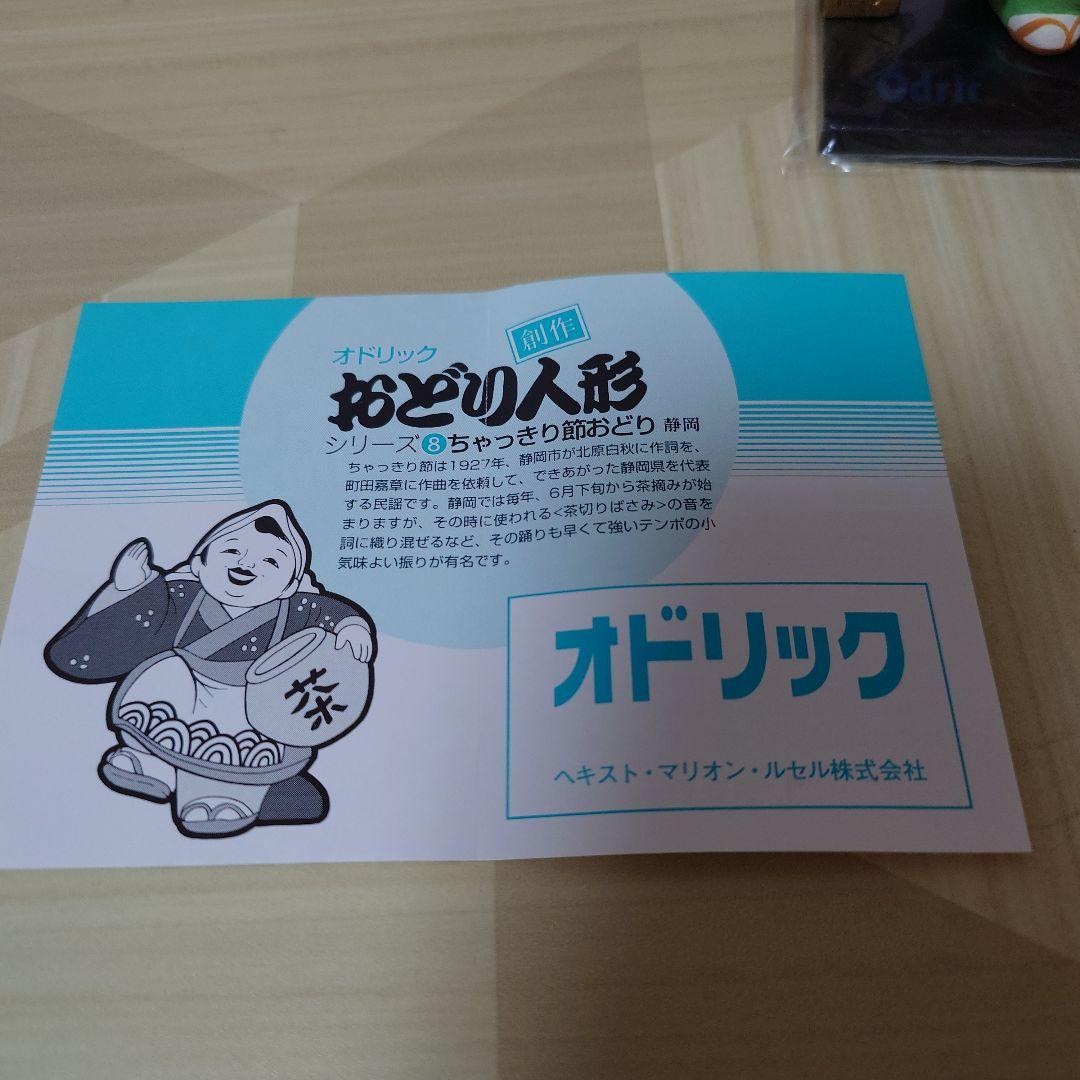 Odric
創作
オドリック
おどり人形
シリーズ8ちゃっきり節おどり 静岡
ちゃっきり節は1927年、静岡市が北原白秋に作詞を、
町田嘉章に作曲を依頼して、できあがった静岡県を代表
する民謡です。静岡では毎年、6月下旬から茶摘みが始
まりますが、その時に使われる<茶切りばさみ>の音を
詞に織り混ぜるなど、その踊りも早くて強いテンポの小
気味よい振りが有名です。
茶
オドリック
ヘキスト・マリオン・ルセル株式会社